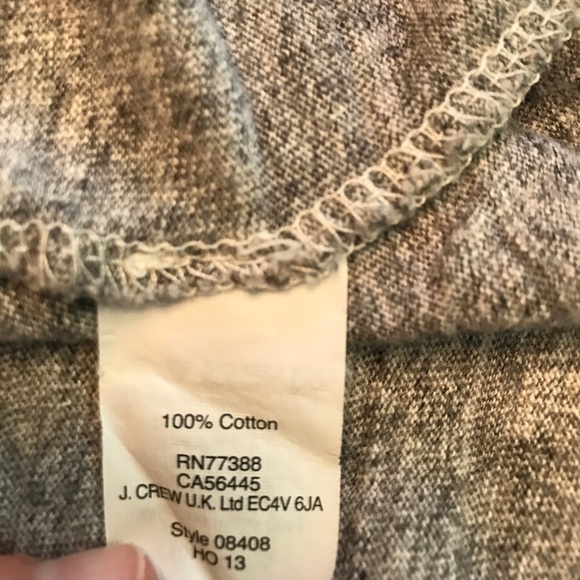 100% Cotton
RN77388
CA56445
J. CREW U.K. Ltd EC4V 6JA
Style 08408
HO 13